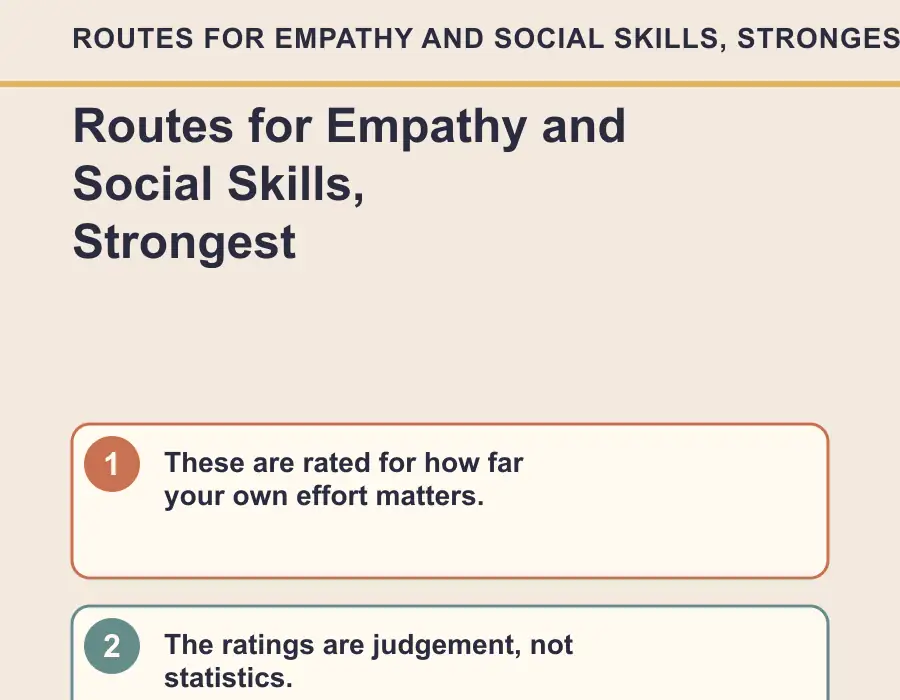 ROUTES FOR EMPATHY AND SOCIAL SKILLS, STRONGES
Routes for Empathy and
Social Skills,
Strongest
1
These are rated for how far
your own effort matters.
2
The ratings are judgement, not
statistics.